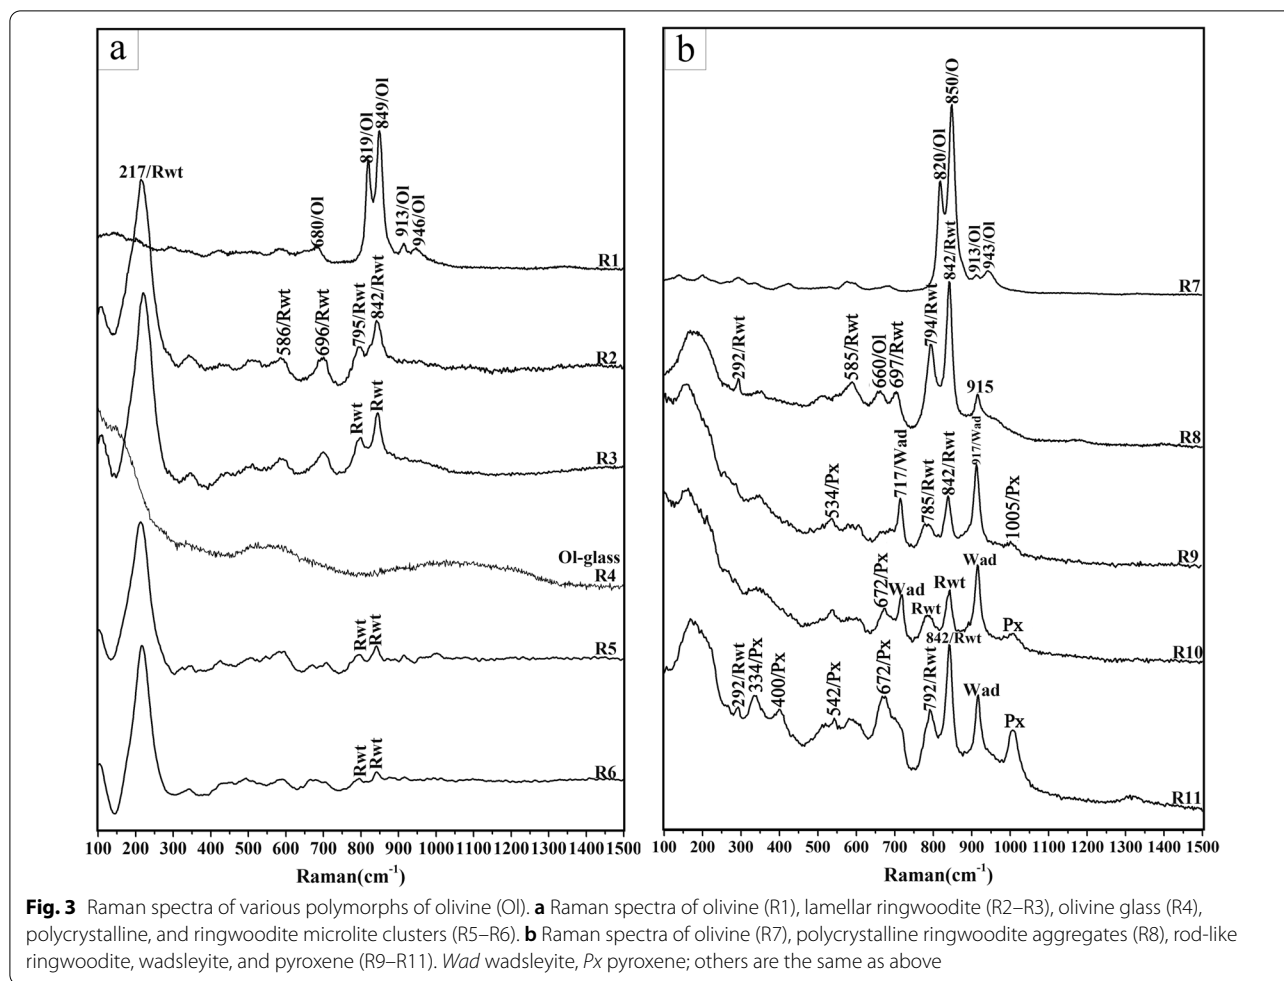 a
217/Rwt
680/Ol
819/Ol
849/Ol
913/Ol
946/Ol
R1
586/Rwt
696/Rwt
795/Rwt
842/Rwt
R2
Rwt
Rwt
R3
Ol-glass
R4
Rwt
Rwt
R5
Rwt
Rwt
R6
100 200 300 400 500 600 700 800 900 1000 1100 1200 1300 1400 1500
Raman(cm-1)
b
820/Ol
850/O
913/Ol
943/Ol
R7
292/Rwt
585/Rwt
660/Ol
697/Rwt
794/Rwt
842/Rwt
915
R8
534/Px
717/Wad
785/Rwt
842/Rwt
917/Wad
1005/Px
R9
672/Px
Wad
Rwt
Rwt
Wad
Px
R10
292/Rwt
334/Px
400/Px
542/Px
672/Px
792/Rwt
842/Rwt
Wad
Px
R11
100 200 300 400 500 600 700 800 900 1000 1100 1200 1300 1400 1500
Raman(cm-1)
Fig. 3 Raman spectra of various polymorphs of olivine (Ol). a Raman spectra of olivine (R1), lamellar ringwoodite (R2–R3), olivine glass (R4),
polycrystalline, and ringwoodite microlite clusters (R5–R6). b Raman spectra of olivine (R7), polycrystalline ringwoodite aggregates (R8), rod-like
ringwoodite, wadsleyite, and pyroxene (R9–R11). Wad wadsleyite, Px pyroxene; others are the same as above